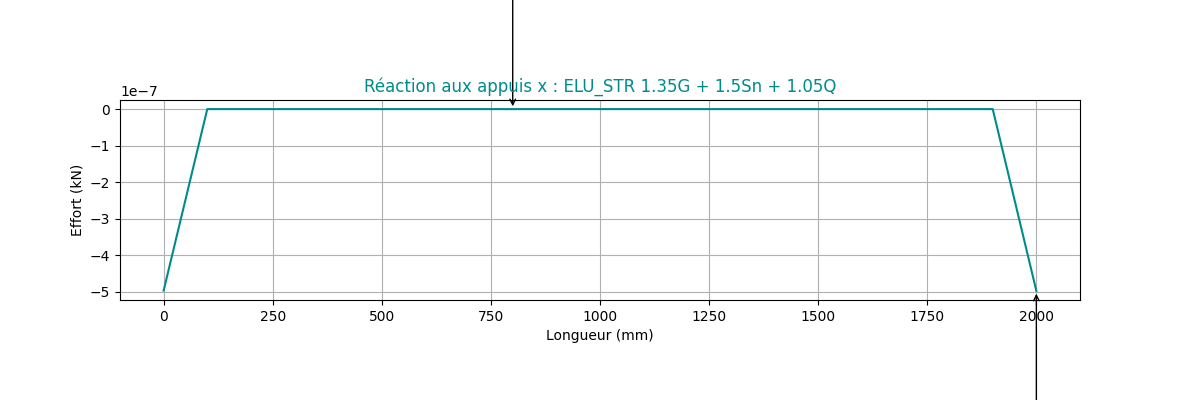 Réaction aux appuis x : ELU_STR 1.35G + 1.5Sn + 1.05Q
1e−7
0
−1
−2
−3
−4
−5
Effort (kN)
0 250 500 750 1000 1250 1500 1750 2000
Longueur (mm)